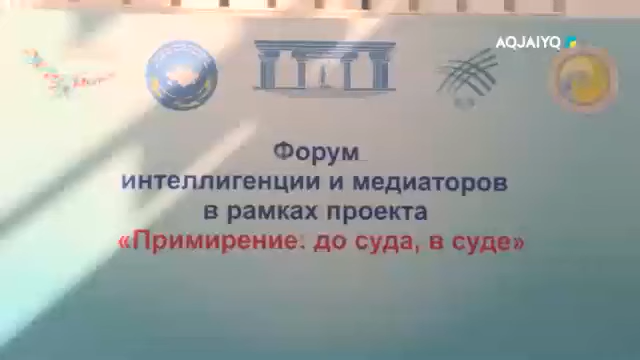 AQJAIYQ
Форум
интеллигенции и медиаторов
в рамках проекта
«Примирение: до суда, в суде»